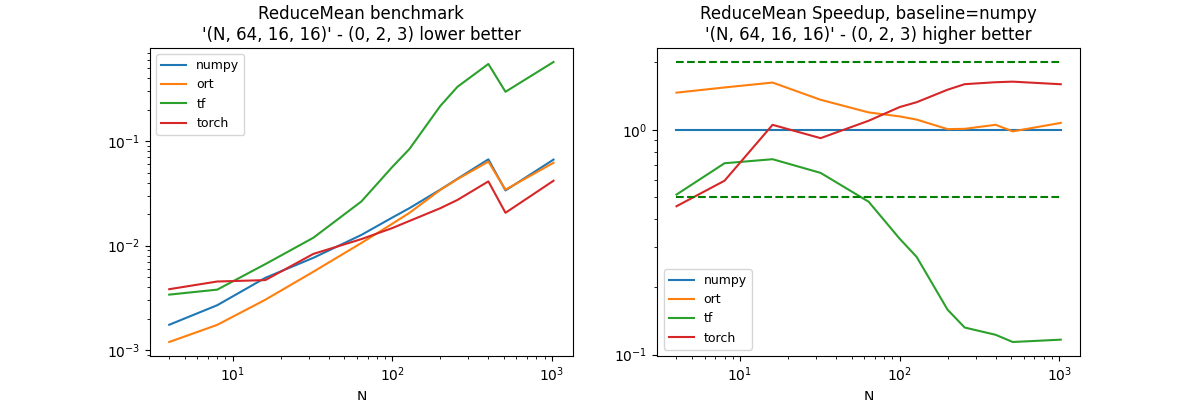 ReduceMean benchmark
'(N, 64, 16, 16)' - (0, 2, 3) lower better
numpy
ort
tf
torch
10⁻¹
10⁻²
10⁻³
10¹
10²
10³
N
ReduceMean Speedup, baseline=numpy
'(N, 64, 16, 16)' - (0, 2, 3) higher better
10⁰
10⁻¹
numpy
ort
tf
torch
10¹
10²
10³
N